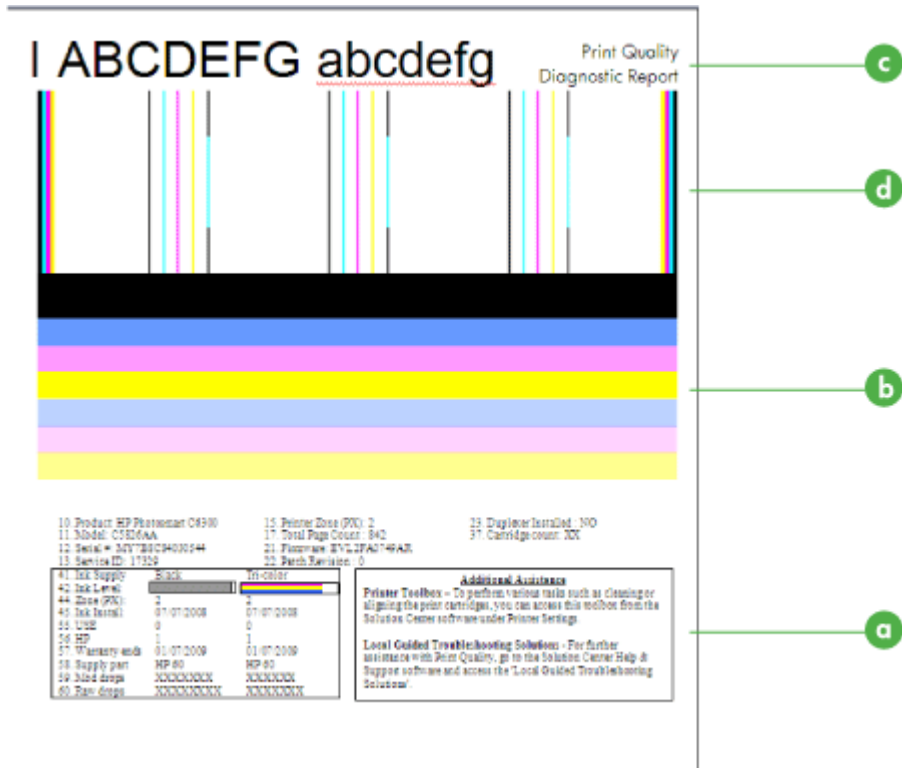 I ABCDEFG abcdefg
Print Quality
Diagnostic Report
c
d
b
10. Product: HP Photosmart C6300
11. Model: C5826AA
12. Serial #:
13. Service ID: 17329
15. Printer Zone (PX): 2
17. Total Page Count: 842
21. Firmware:
22. Patch Revision: 0
23. Duplexer Installed: NO
37. Cartridge count: XX
41. Ink Supply Black Tri-color
42. Ink Level:
44. Zone (PX): 2 2
45. Ink Install 07/07/2008 07/07/2008
55. USE 0 0
56. HP 1 1
57. Warranty ends 01/07/2009 01/07/2009
58. Supply part HP 60 HP 60
59. Mod drops XXXXXXX XXXXXX
60. Raw drops XXXXXXXX XXXXXXX
Additional Assistance
Printer Toolbox – To perform various tasks such as cleaning or
aligning the print cartridges, you can access this toolbox from the
Solution Center software under Printer Settings.
Local Guided Troubleshooting Solutions - For further
assistance with Print Quality, go to the Solution Center Help &
Support software and access the 'Local Guided Troubleshooting
Solutions'.
a